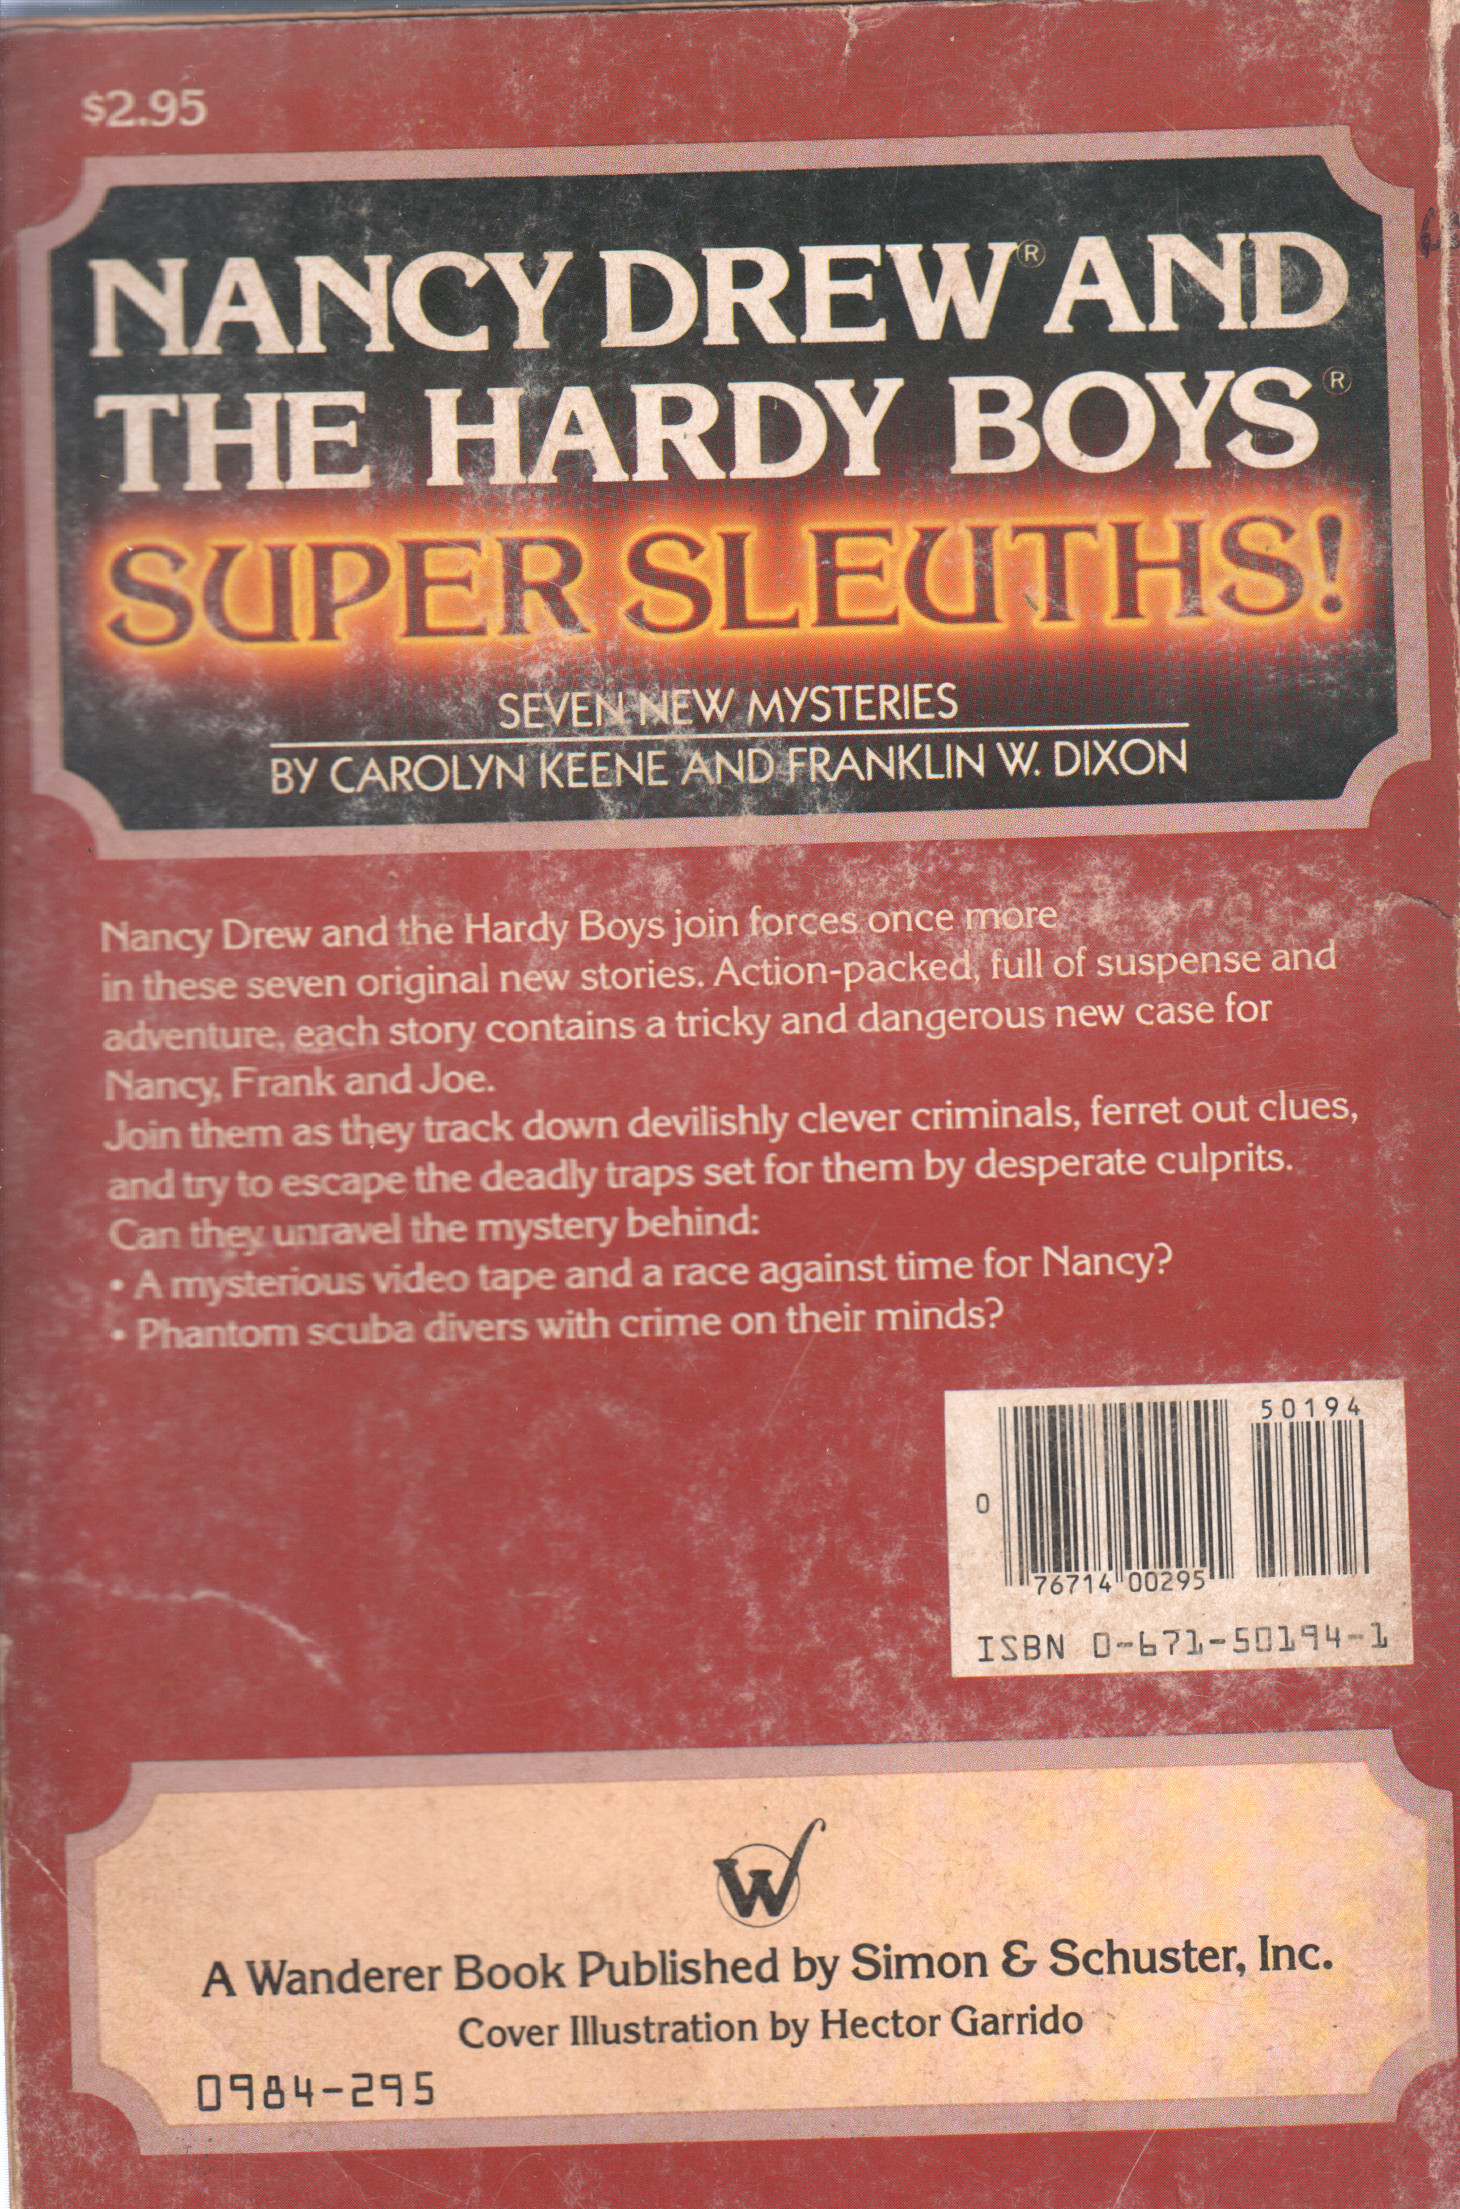 $2.95
NANCY DREW® AND
THE HARDY BOYS®
SUPER SLEUTHS!
SEVEN NEW MYSTERIES
BY CAROLYN KEENE AND FRANKLIN W. DIXON
Nancy Drew and the Hardy Boys join forces once more
in these seven original new stories. Action-packed, full of suspense and
adventure, each story contains a tricky and dangerous new case for
Nancy, Frank and Joe.
Join them as they track down devilishly clever criminals, ferret out clues,
and try to escape the deadly traps set for them by desperate culprits.
Can they unravel the mystery behind:
• A mysterious video tape and a race against time for Nancy?
• Phantom scuba divers with crime on their minds?
50194
0
76714 00295
ISBN 0-671-50194-1
W
A Wanderer Book Published by Simon & Schuster, Inc.
Cover Illustration by Hector Garrido
0984-295